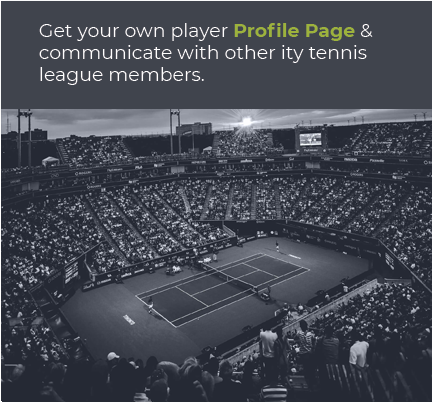 Get your own player Profile Page &
communicate with other ity tennis
league members.